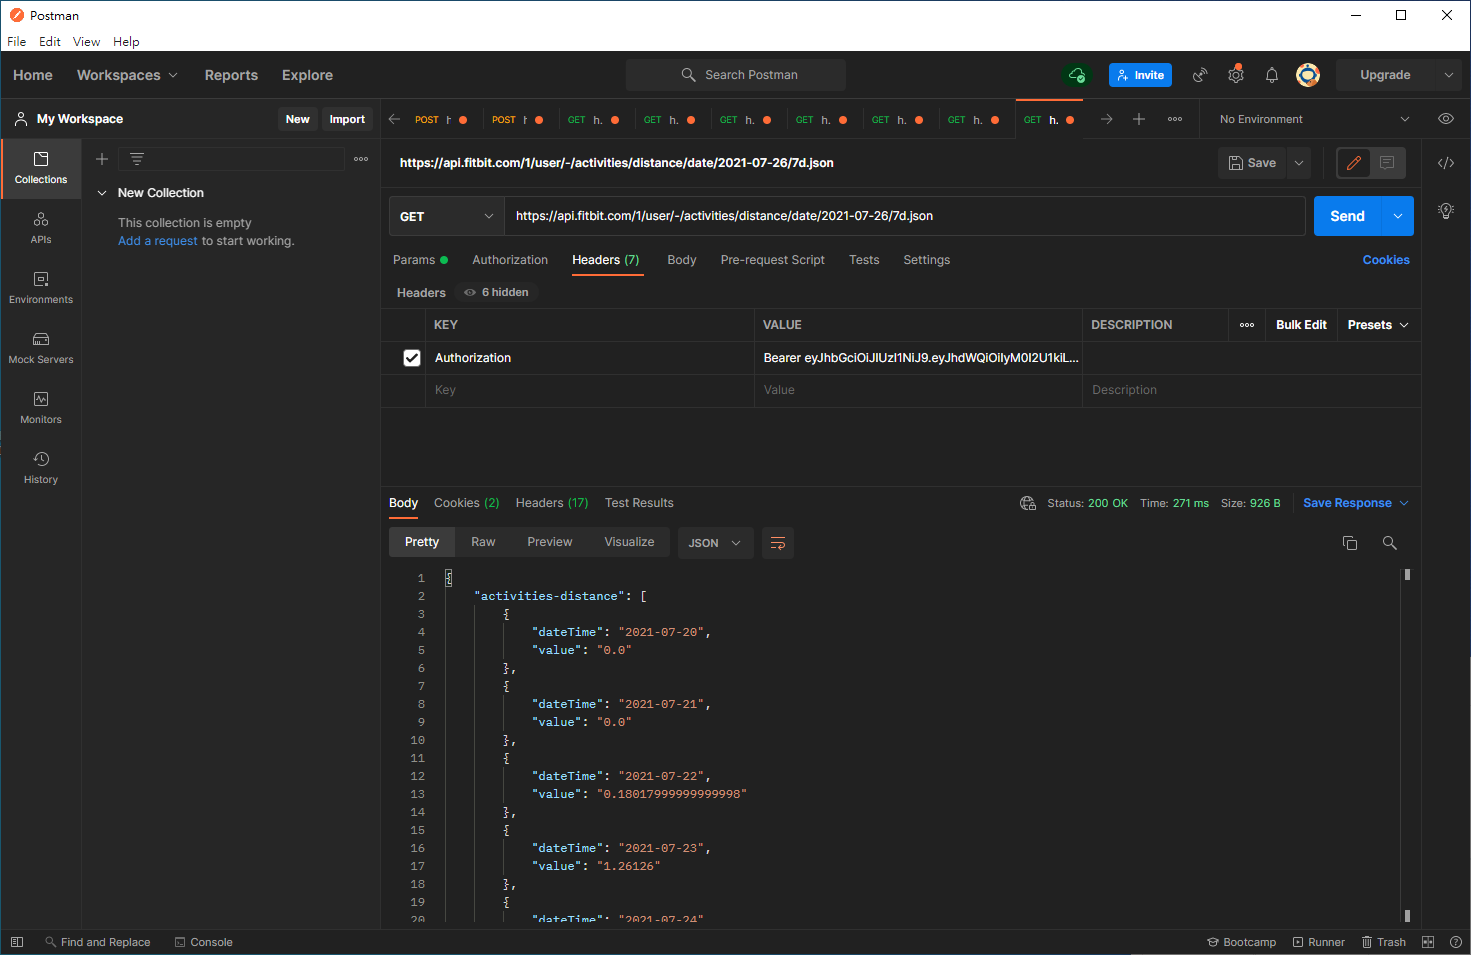 Postman
File Edit View Help
Home Workspaces Reports Explore Search Postman Invite Upgrade
My Workspace New Import POST h POST h GET h. GET h. GET h. GET h. GET h. GET h. GET h. No Environment
https://api.fitbit.com/1/user/-/activities/distance/date/2021-07-26/7d.json Save
Collections
New Collection
This collection is empty
Add a request to start working.
APIs
Environments
Mock Servers
Monitors
History
GET https://api.fitbit.com/1/user/-/activities/distance/date/2021-07-26/7d.json Send
Params Authorization Headers (7) Body Pre-request Script Tests Settings Cookies
Headers 6 hidden
KEY VALUE DESCRIPTION Bulk Edit Presets
Authorization Bearer eyJhbGciOiJIUzI1NiJ9.eyJhdWQiOiIyM0I2U1kiL...
Key Value Description
Body Cookies (2) Headers (17) Test Results Status: 200 OK Time: 271 ms Size: 926 B Save Response
Pretty Raw Preview Visualize JSON
1 {
2 "activities-distance": [
3 {
4 "dateTime": "2021-07-20",
5 "value": "0.0"
6 },
7 {
8 "dateTime": "2021-07-21",
9 "value": "0.0"
10 },
11 {
12 "dateTime": "2021-07-22",
13 "value": "0.18017999999999998"
14 },
15 {
16 "dateTime": "2021-07-23",
17 "value": "1.26126"
18 },
19 {
20 "dateTime": "2021-07-24"
Find and Replace Console Bootcamp Runner Trash